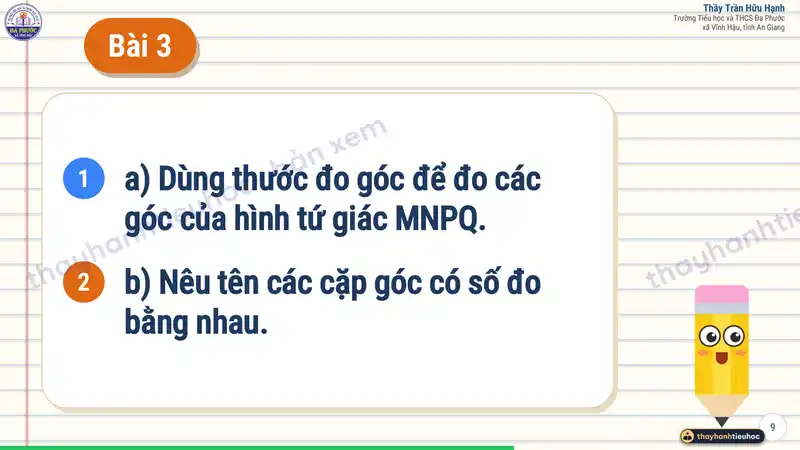 Thầy Trần Hữu Hạnh
Trường Tiểu học và THCS Đa Phước
xã Vĩnh Hậu, tỉnh An Giang
ĐA PHƯỚC
Bài 3
1
a) Dùng thước đo góc để đo các
góc của hình tứ giác MNPQ.
2
b) Nêu tên các cặp góc có số đo
bằng nhau.
9
thayhanhtieuhoc